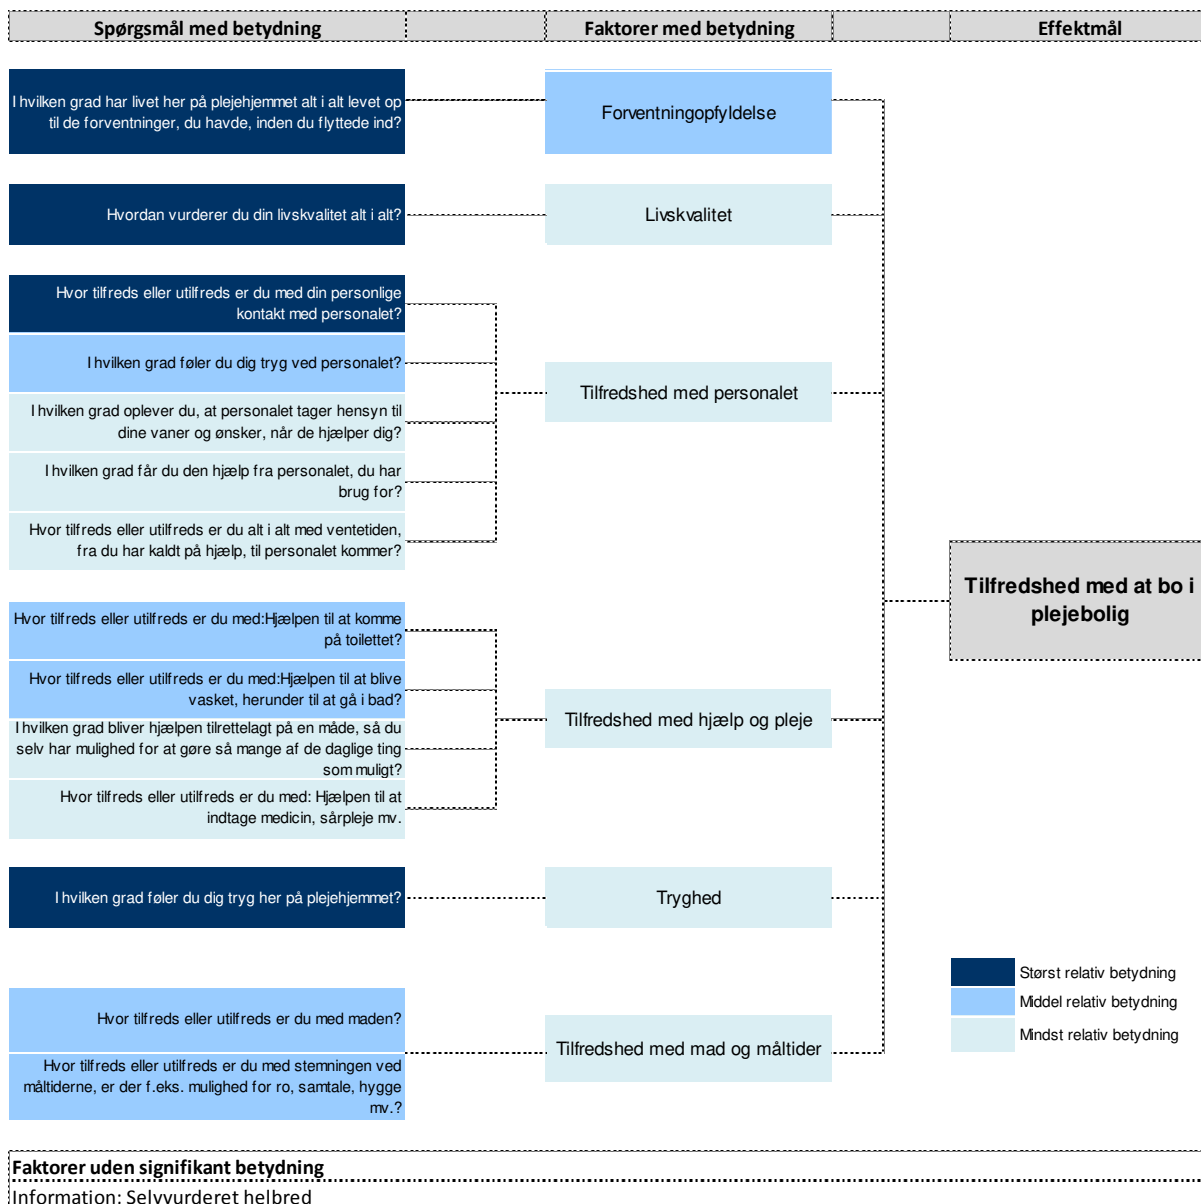 Spørgsmål med betydning
Faktorer med betydning
Effektmål
I hvilken grad har livet her på plejehjemmet alt i alt levet op
til de forventninger, du havde, inden du flyttede ind?
Forventningopfyldelse
Hvordan vurderer du din livskvalitet alt i alt?
Livskvalitet
Hvor tilfreds eller utilfreds er du med din personlige
kontakt med personalet?
I hvilken grad føler du dig tryg ved personalet?
I hvilken grad oplever du, at personalet tager hensyn til
dine vaner og ønsker, når de hjælper dig?
I hvilken grad får du den hjælp fra personalet, du har
brug for?
Hvor tilfreds eller utilfreds er du alt i alt med ventetiden,
fra du har kaldt på hjælp, til personalet kommer?
Tilfredshed med personalet
Hvor tilfreds eller utilfreds er du med:Hjælpen til at komme
på toilettet?
Hvor tilfreds eller utilfreds er du med:Hjælpen til at blive
vasket, herunder til at gå i bad?
I hvilken grad bliver hjælpen tilrettelagt på en måde, så du
selv har mulighed for at gøre så mange af de daglige ting
som muligt?
Hvor tilfreds eller utilfreds er du med: Hjælpen til at
indtage medicin, sårpleje mv.
Tilfredshed med hjælp og pleje
I hvilken grad føler du dig tryg her på plejehjemmet?
Tryghed
Hvor tilfreds eller utilfreds er du med maden?
Hvor tilfreds eller utilfreds er du med stemningen ved
måltiderne, er der f.eks. mulighed for ro, samtale, hygge
mv.?
Tilfredshed med mad og måltider
Tilfredshed med at bo i
plejebolig
Størst relativ betydning
Middel relativ betydning
Mindst relativ betydning
Faktorer uden signifikant betydning
Information: Selvvurderet helbred